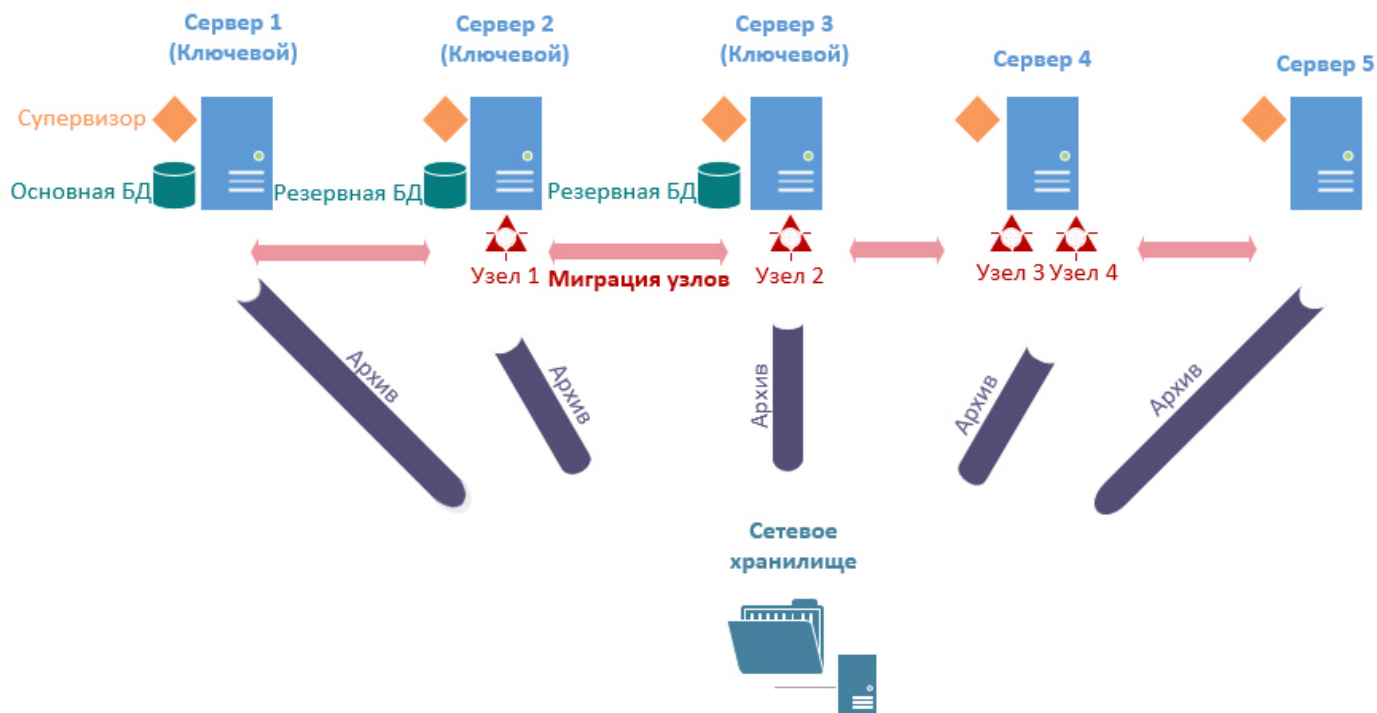 Сервер 1
(Ключевой)
Сервер 2
(Ключевой)
Сервер 3
(Ключевой)
Сервер 4
Сервер 5
Супервизор
Основная БД
Резервная БД
Резервная БД
Узел 1
Миграция узлов
Узел 2
Узел 3
Узел 4
Архив
Архив
Архив
Архив
Архив
Сетевое
хранилище